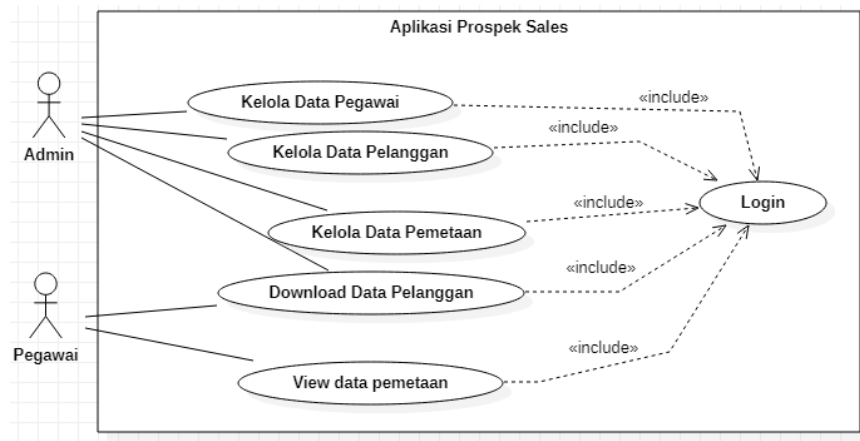 Aplikasi Prospek Sales
Kelola Data Pegawai
«include»
«include»
Kelola Data Pelanggan
Admin
«include»
Login
Kelola Data Pemetaan
«include»
Download Data Pelanggan
Pegawai
«include»
View data pemetaan